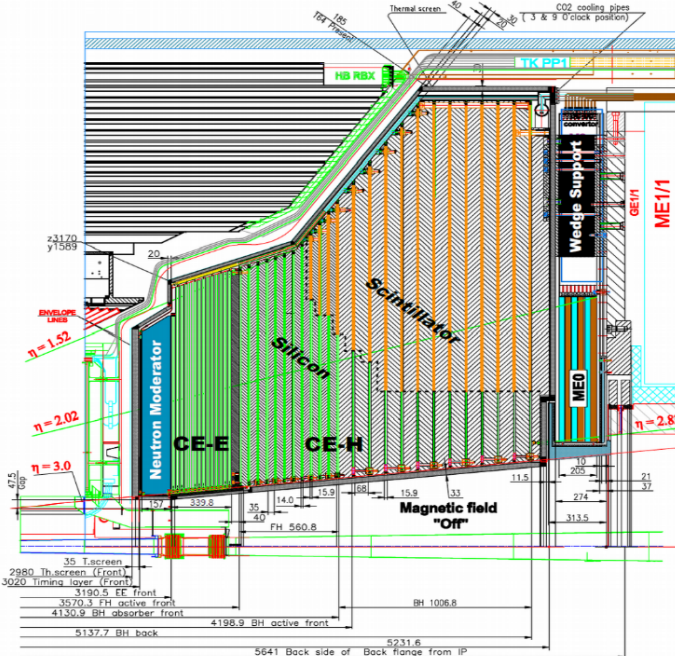 185
164 Present
Thermal screen
40
20
30
CO2 cooling pipes
( 3 & 9 O'clock position)
HB RBX
TK PP1
convertor
Wedge Support
GE1/1
ME1/1
z3170
y1589
20
ENVELOPE
LINES
η = 1.52
η = 2.02
η = 3.0
Neutron Moderator
CE-E
Silicon
CE-H
Scintillator
ME0
47.5
Gap
157
339.8
35
40
14.0
15.9
68
15.9
33
11.5
Magnetic field
"Off"
10
205
21
37
274
313.5
FH 560.8
35 T.screen
2980 Th.screen (Front)
3020 Timing layer (Front)
3190.5 EE front
3570.3 FH active front
4130.9 BH absorber front
BH 1006.8
4198.9 BH active front
5137.7 BH back
5231.6
5641 Back side of Back flange from IP